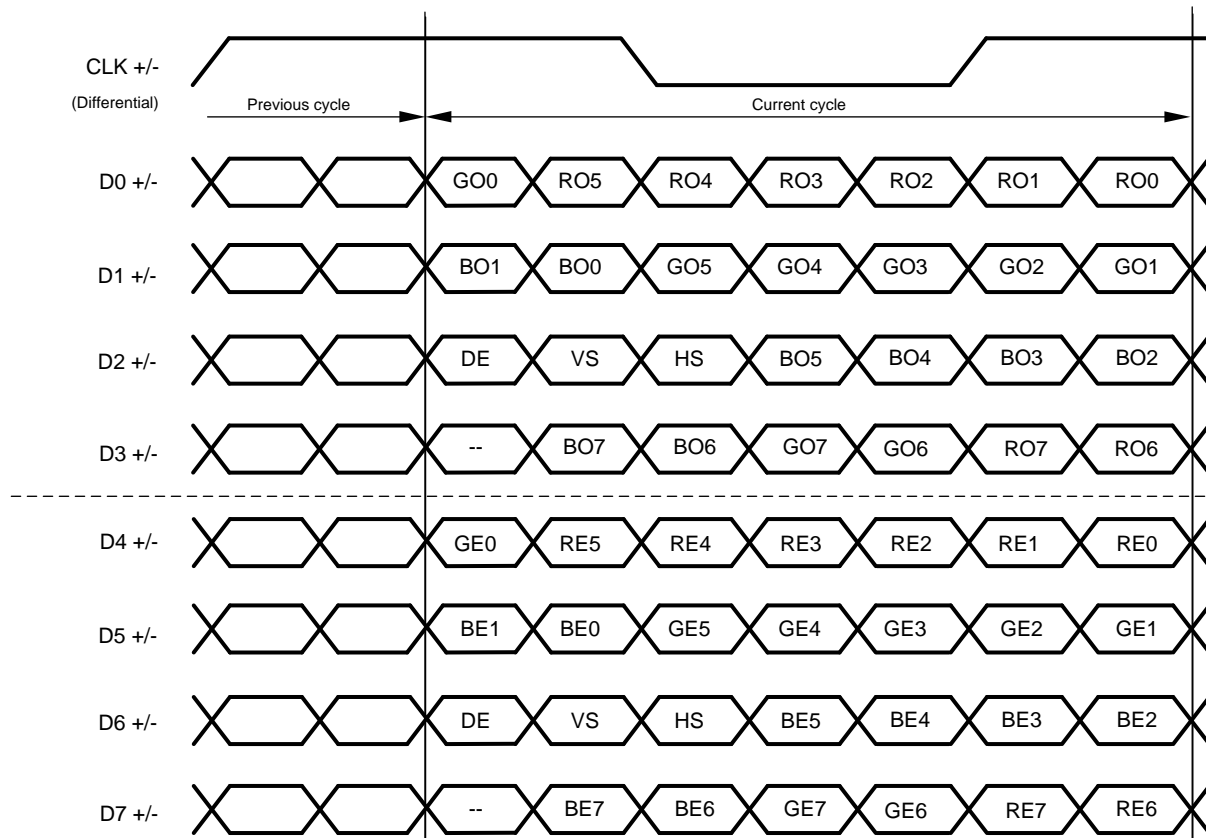 CLK +/-
(Differential)
Previous cycle Current cycle
D0 +/- GO0 RO5 RO4 RO3 RO2 RO1 RO0
D1 +/- BO1 BO0 GO5 GO4 GO3 GO2 GO1
D2 +/- DE VS HS BO5 BO4 BO3 BO2
D3 +/- -- BO7 BO6 GO7 GO6 RO7 RO6
D4 +/- GE0 RE5 RE4 RE3 RE2 RE1 RE0
D5 +/- BE1 BE0 GE5 GE4 GE3 GE2 GE1
D6 +/- DE VS HS BE5 BE4 BE3 BE2
D7 +/- -- BE7 BE6 GE7 GE6 RE7 RE6